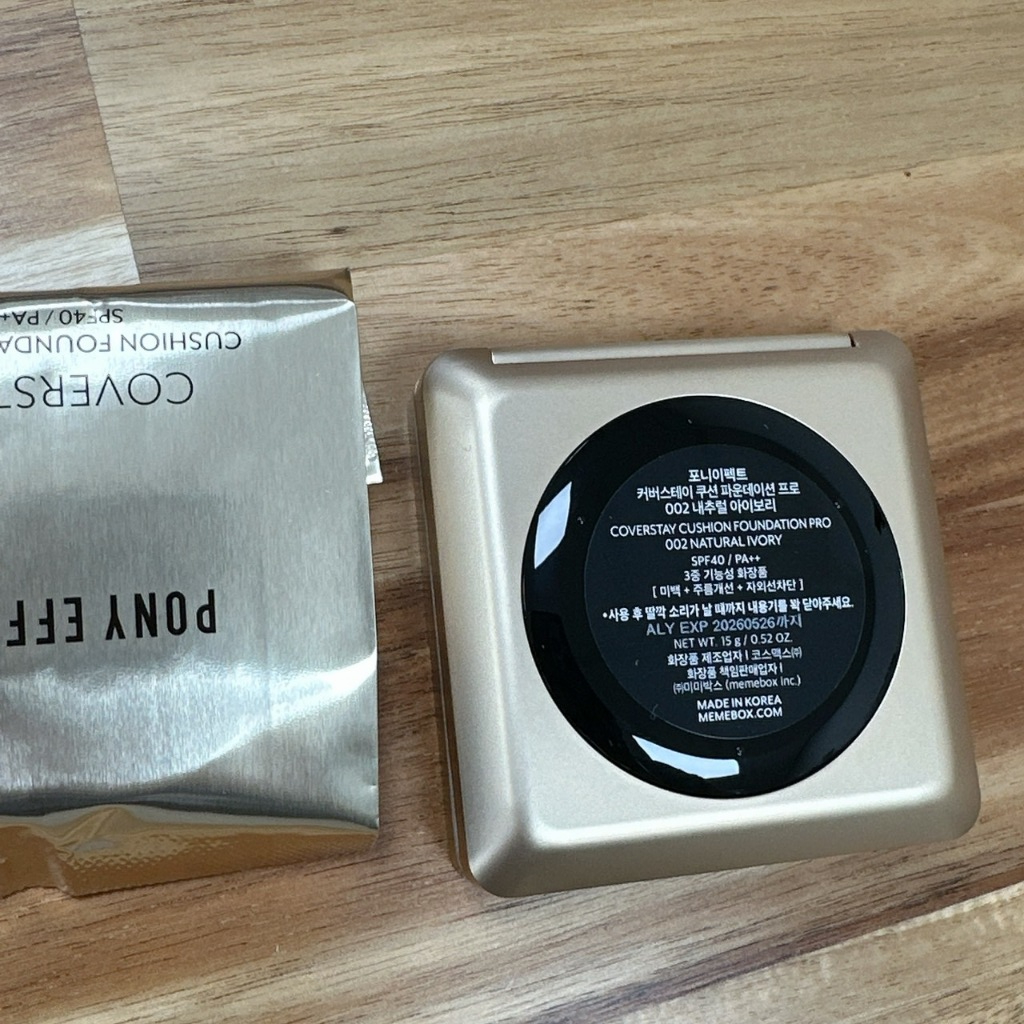 SPF40 / PA+
CUSHION FOUNDA
COVERST
PONY EFF
포니이펙트
커버스테이 쿠션 파운데이션 프로
002 내추럴 아이보리
COVERSTAY CUSHION FOUNDATION PRO
002 NATURAL IVORY
SPF40 / PA++
3중 기능성 화장품
[ 미백 + 주름개선 + 자외선차단 ]
•사용 후 딸깍 소리가 날 때까지 내용기를 꽉 닫아주세요.
ALY EXP 20260526까지
NET WT. 15 g / 0.52 OZ.
화장품 제조업자 l 코스맥스㈜
화장품 책임판매업자 l
㈜미미박스 (memebox inc.)
MADE IN KOREA
MEMEBOX.COM